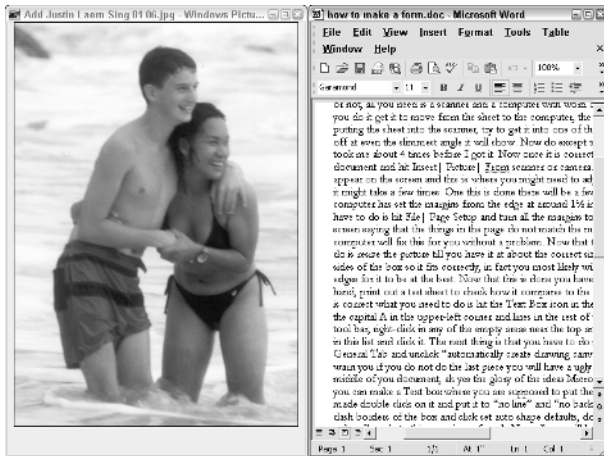 Add Justin Laem Sing 01 06.jpg - Windows Pictu...
how to make a form.doc - Microsoft Word
File Edit View Insert Format Tools Table
Window Help
100%
Garamond 11 B I U
or not, all you need is a scanner and a computer with
you do it get it to move from the sheet to the computer, the
putting the sheet into the scanner, try to get it into one of th
off at even the slimmest angle it will show. Now do except
took me about 4 times before I got it. Now once it is correct
document and hit Insert| Picture| From scanner or camera.
appear on the screen and this is where you might need to ad
it might take a few times. One this is done there will be a few
computer has set the margins from the edge at around 1½ in
have to do is hit File| Page Setup and turn all the margins to
screen saying that the things in the page do not match the m
computer will fix this for you without a problem. Now that t
do is resize the picture till you have it at about the correct siz
sides of the box so it fits correctly, in fact you most likely wi
edges for it to be at the best. Now that this is done you have
hand, print out a test sheet to check how it compares to the
is correct what you need to do is hit the Text Box icon in the
the capital A in the upper-left corner and lines in the rest of
tool bar, right-click in any of the empty areas near the top ar
in this list and click it. The next thing is that you have to do
General Tab and unclick "automatically create drawing canv
warn you if you do not do the last piece you will have a ugly
middle of you document, ah yes the glory of the ideas Micro
you can make a Text box where you are supposed to put the
made double click on it and put it to "no line" and "no back
dash borders of the box and click set auto shape defaults, do
Page 1 Sec 1 1/1 At 1" Ln 1 Col 1